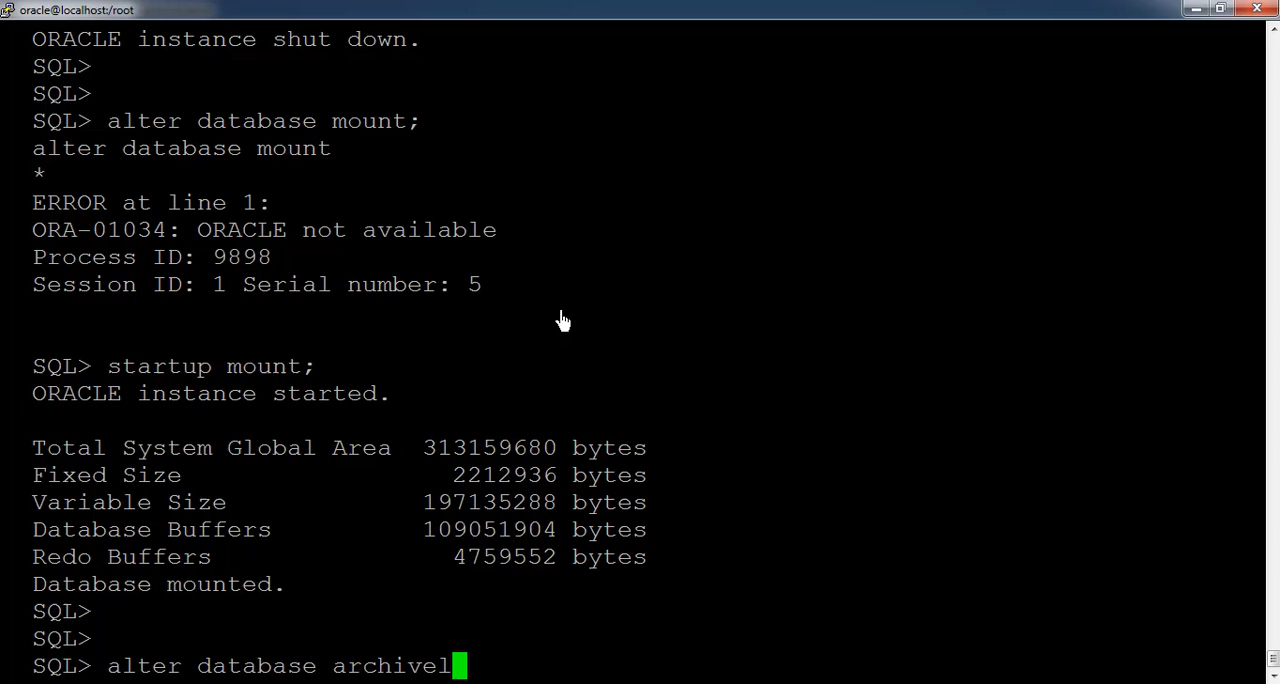 oracle@localhost:/root
ORACLE instance shut down.
SQL>
SQL>
SQL> alter database mount;
alter database mount
*
ERROR at line 1:
ORA-01034: ORACLE not available
Process ID: 9898
Session ID: 1 Serial number: 5
SQL> startup mount;
ORACLE instance started.
Total System Global Area  313159680 bytes
Fixed Size                  2212936 bytes
Variable Size             197135288 bytes
Database Buffers          109051904 bytes
Redo Buffers                4759552 bytes
Database mounted.
SQL>
SQL>
SQL> alter database archivel